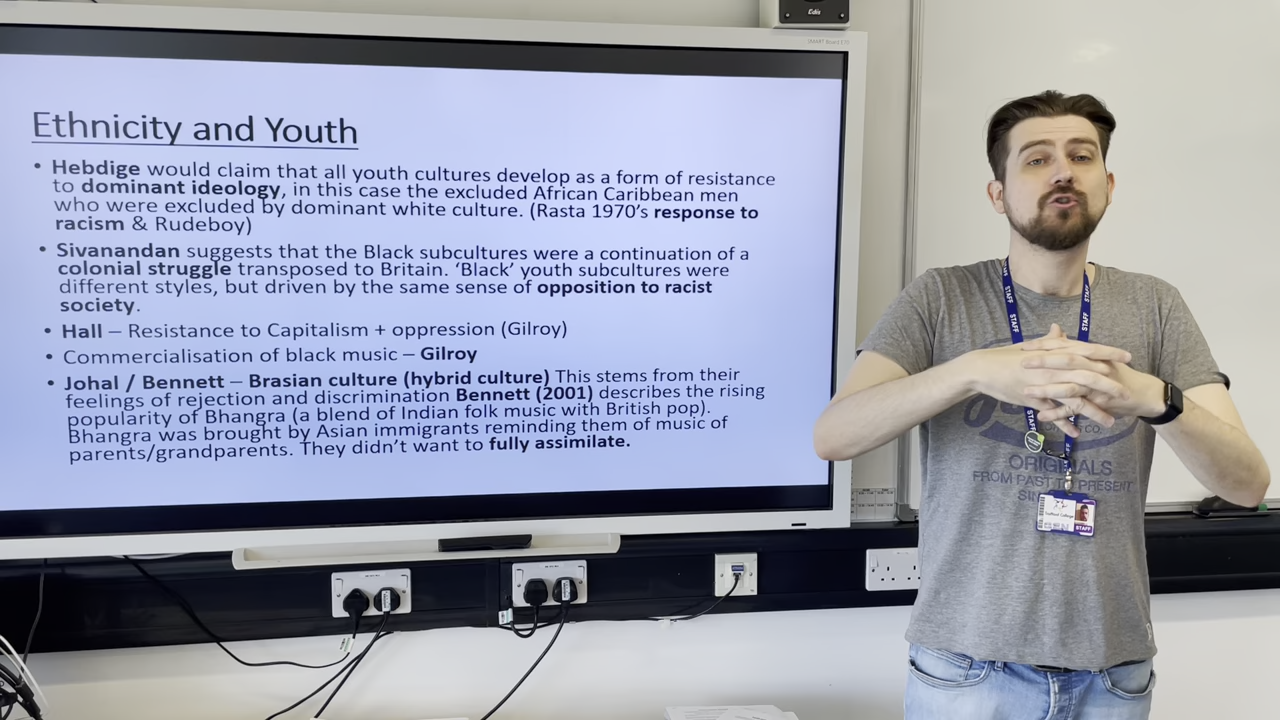 Edis
SMART Board
Ethnicity and Youth
• Hebdige would claim that all youth cultures develop as a form of resistance
to dominant ideology, in this case the excluded African Caribbean men
who were excluded by dominant white culture. (Rasta 1970's response to
racism & Rudeboy)
• Sivanandan suggests that the Black subcultures were a continuation of a
colonial struggle transposed to Britain. 'Black' youth subcultures were
different styles, but driven by the same sense of opposition to racist
society.
• Hall – Resistance to Capitalism + oppression (Gilroy)
• Commercialisation of black music – Gilroy
• Johal / Bennett – Brasian culture (hybrid culture) This stems from their
feelings of rejection and discrimination Bennett (2001) describes the rising
popularity of Bhangra (a blend of Indian folk music with British pop).
Bhangra was brought by Asian immigrants reminding them of music of
parents/grandparents. They didn't want to fully assimilate.
STAFF
STAFF
STAFF
ORIGINALS
FROM PAST TO PRESENT
STAFF